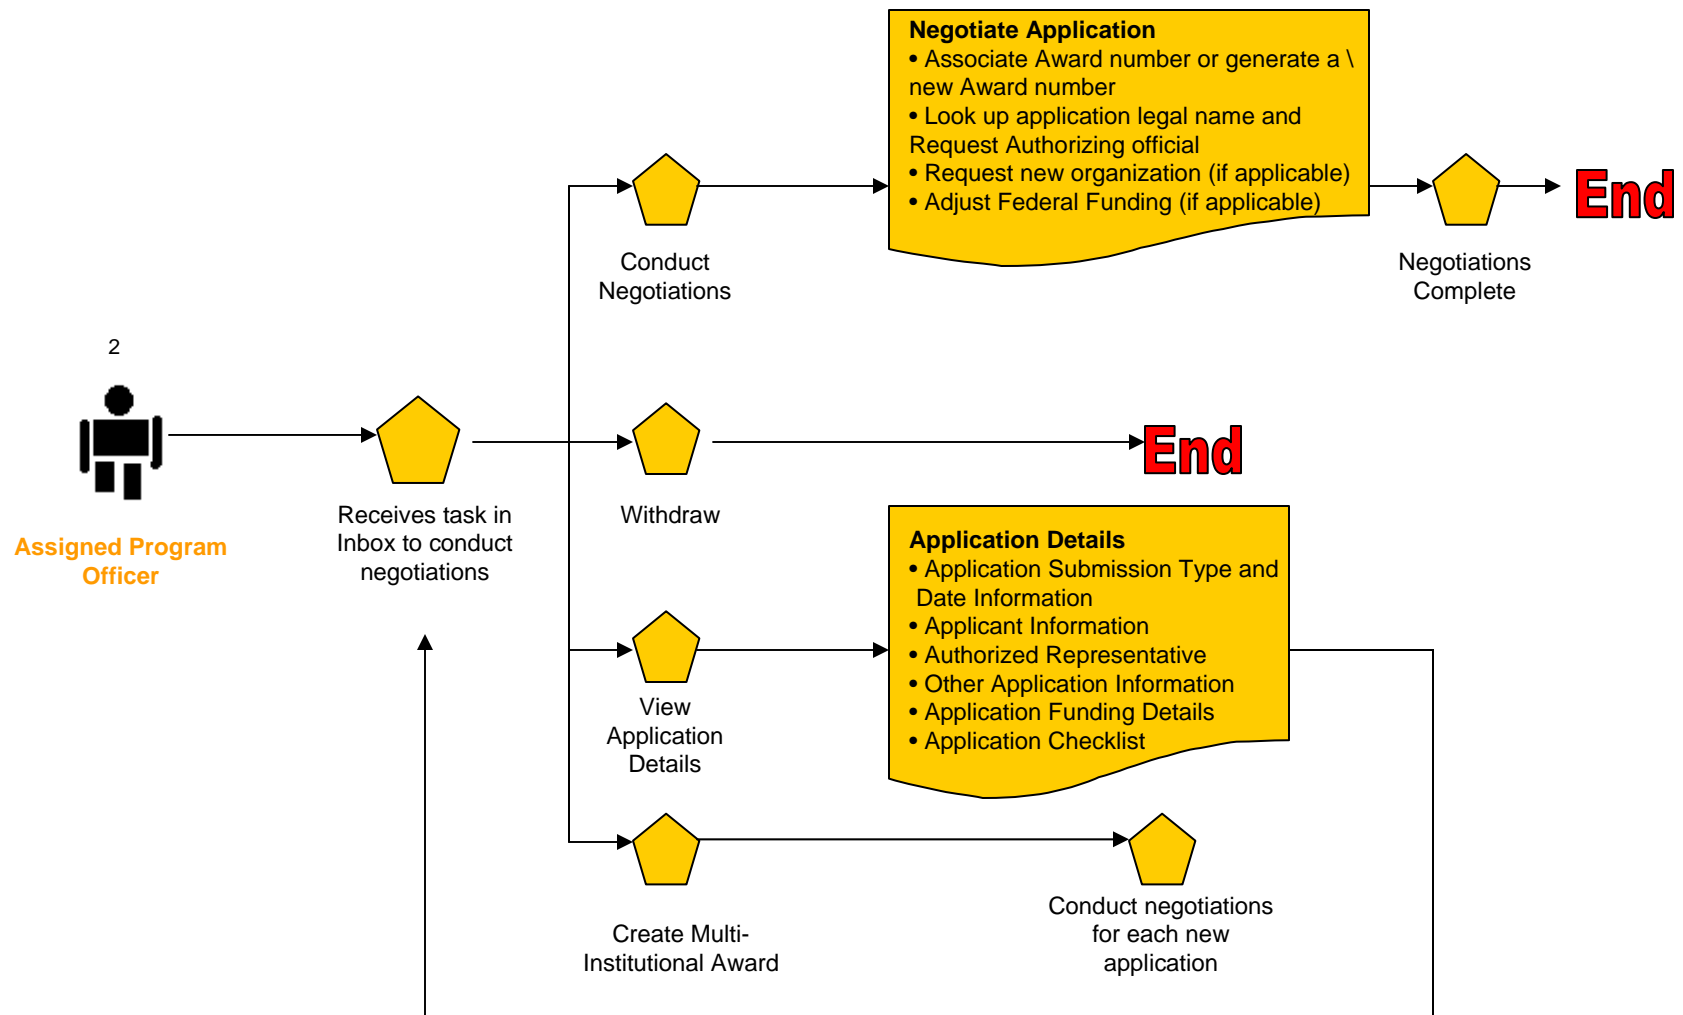 Negotiate Application
• Associate Award number or generate a \
new Award number
• Look up application legal name and
Request Authorizing official
• Request new organization (if applicable)
• Adjust Federal Funding (if applicable)
End
Conduct
Negotiations
Negotiations
Complete
2
Assigned Program
Officer
Receives task in
Inbox to conduct
negotiations
Withdraw
End
Application Details
• Application Submission Type and
Date Information
• Applicant Information
• Authorized Representative
• Other Application Information
• Application Funding Details
• Application Checklist
View
Application
Details
Create Multi-
Institutional Award
Conduct negotiations
for each new
application